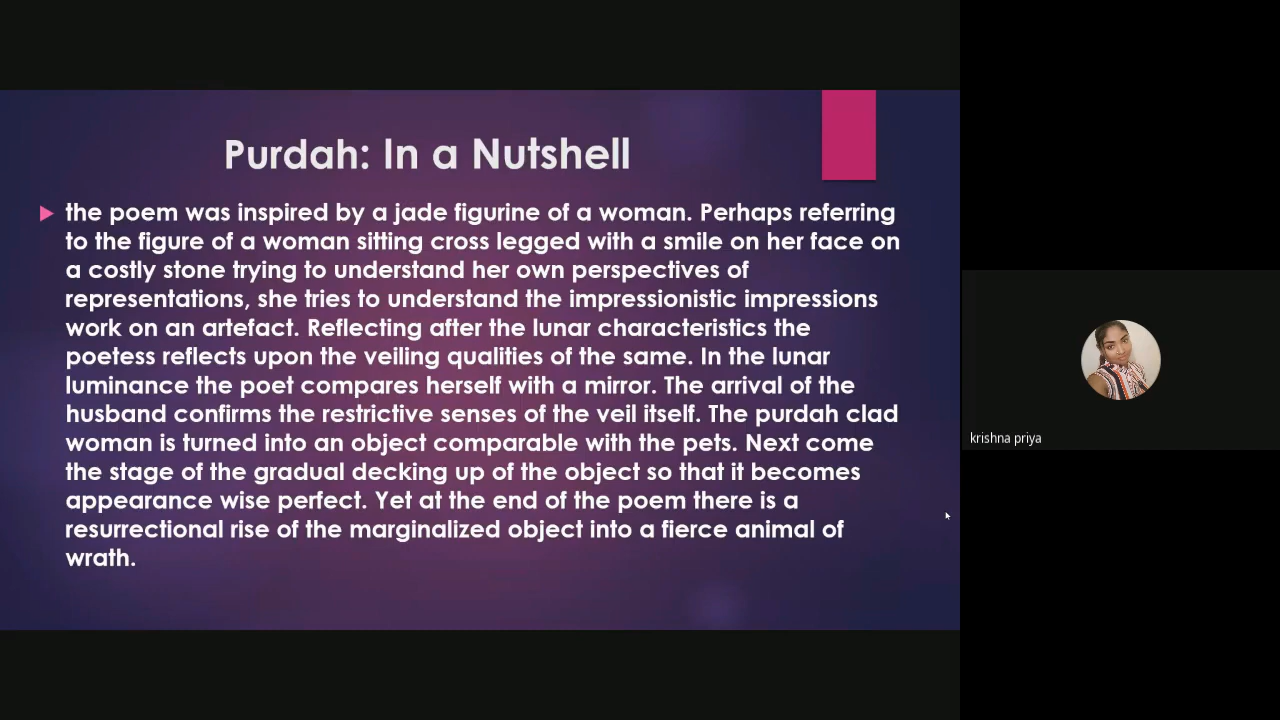 Purdah: In a Nutshell
the poem was inspired by a jade figurine of a woman. Perhaps referring
to the figure of a woman sitting cross legged with a smile on her face on
a costly stone trying to understand her own perspectives of
representations, she tries to understand the impressionistic impressions
work on an artefact. Reflecting after the lunar characteristics the
poetess reflects upon the veiling qualities of the same. In the lunar
luminance the poet compares herself with a mirror. The arrival of the
husband confirms the restrictive senses of the veil itself. The purdah clad
woman is turned into an object comparable with the pets. Next come
the stage of the gradual decking up of the object so that it becomes
appearance wise perfect. Yet at the end of the poem there is a
resurrectional rise of the marginalized object into a fierce animal of
wrath.
krishna priya